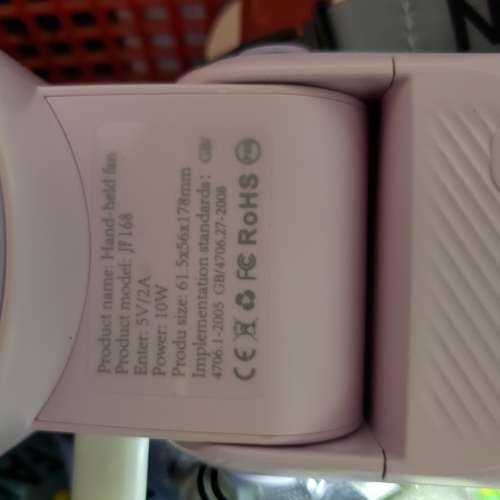 Product name: Hand-held fan
Product model: JF168
Enter: 5V/2A
Power: 10W
Produ size: 61.5x56x178mm
Implementation standards: GB/
4706.1-2005 GB/4706.27-2008
CE FC RoHS